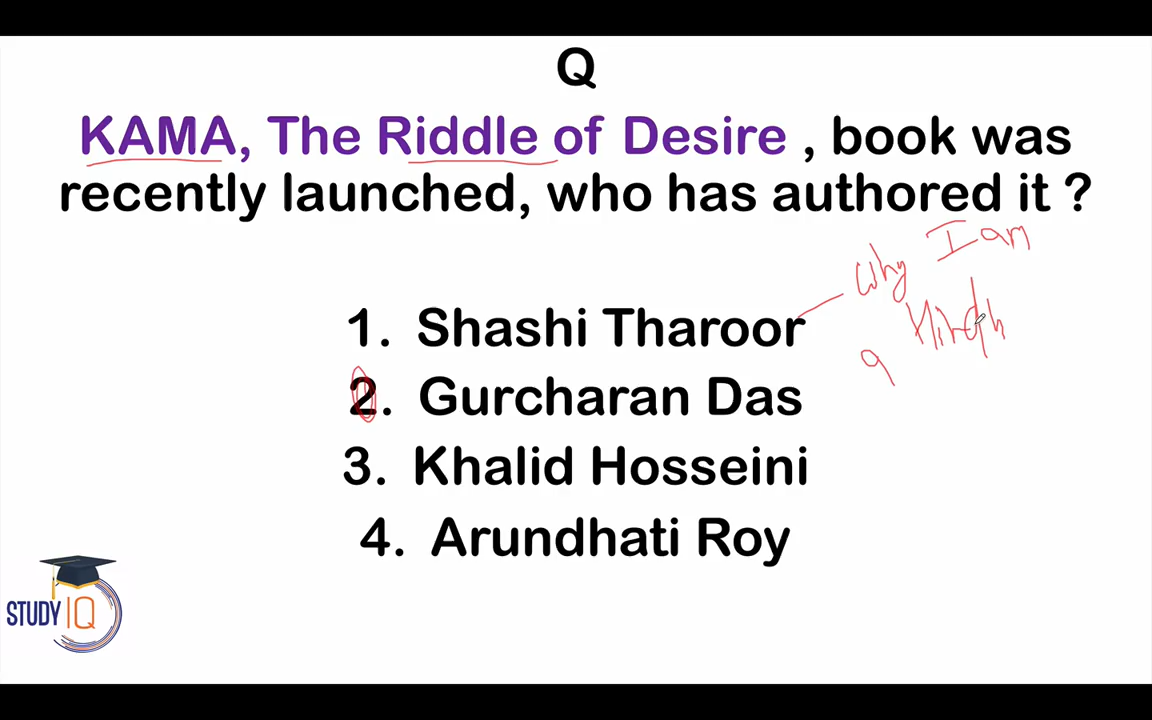 Q
KAMA, The Riddle of Desire , book was
recently launched, who has authored it ?
Why I am
a Hindu
1. Shashi Tharoor
2. Gurcharan Das
3. Khalid Hosseini
4. Arundhati Roy
STUDY IQ